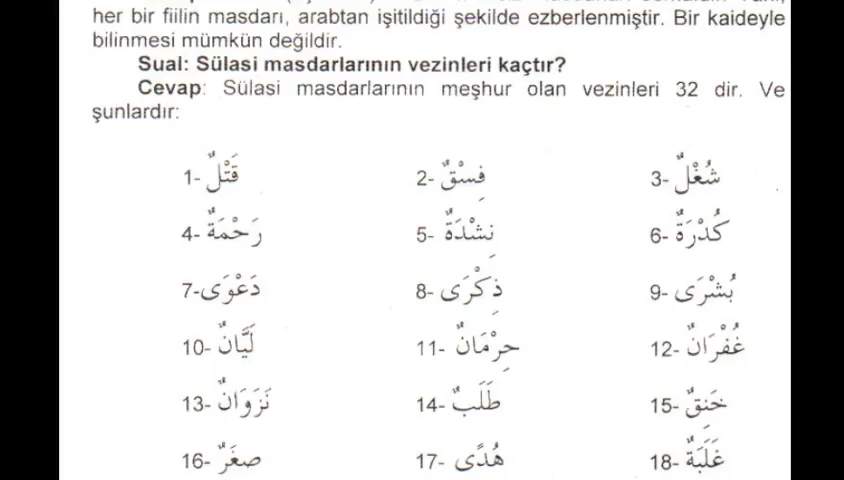 her bir fiilin masdarı, arabtan işitildiği şekilde ezberlenmiştir. Bir kaideyle
bilinmesi mümkün değildir.
Sual: Sülasi masdarlarının vezinleri kaçtır?
Cevap: Sülasi masdarlarının meşhur olan vezinleri 32 dir. Ve
şunlardır:
1- قَتْلٌ 2- فِسْقٌ 3- شُغْلٌ
4- رَحْمَةٌ 5- نِشْدَةٌ 6- كُدْرَةٌ
7- دَعْوَى 8- ذِكْرَى 9- بُشْرَى
10- لَيَّانٌ 11- حِرْمَانٌ 12- غُفْرَانٌ
13- نَزَوَانٌ 14- طَلَبٌ 15- خَنِقٌ
16- صغَرٌ 17- هُدًى 18- غَلَبَةٌ